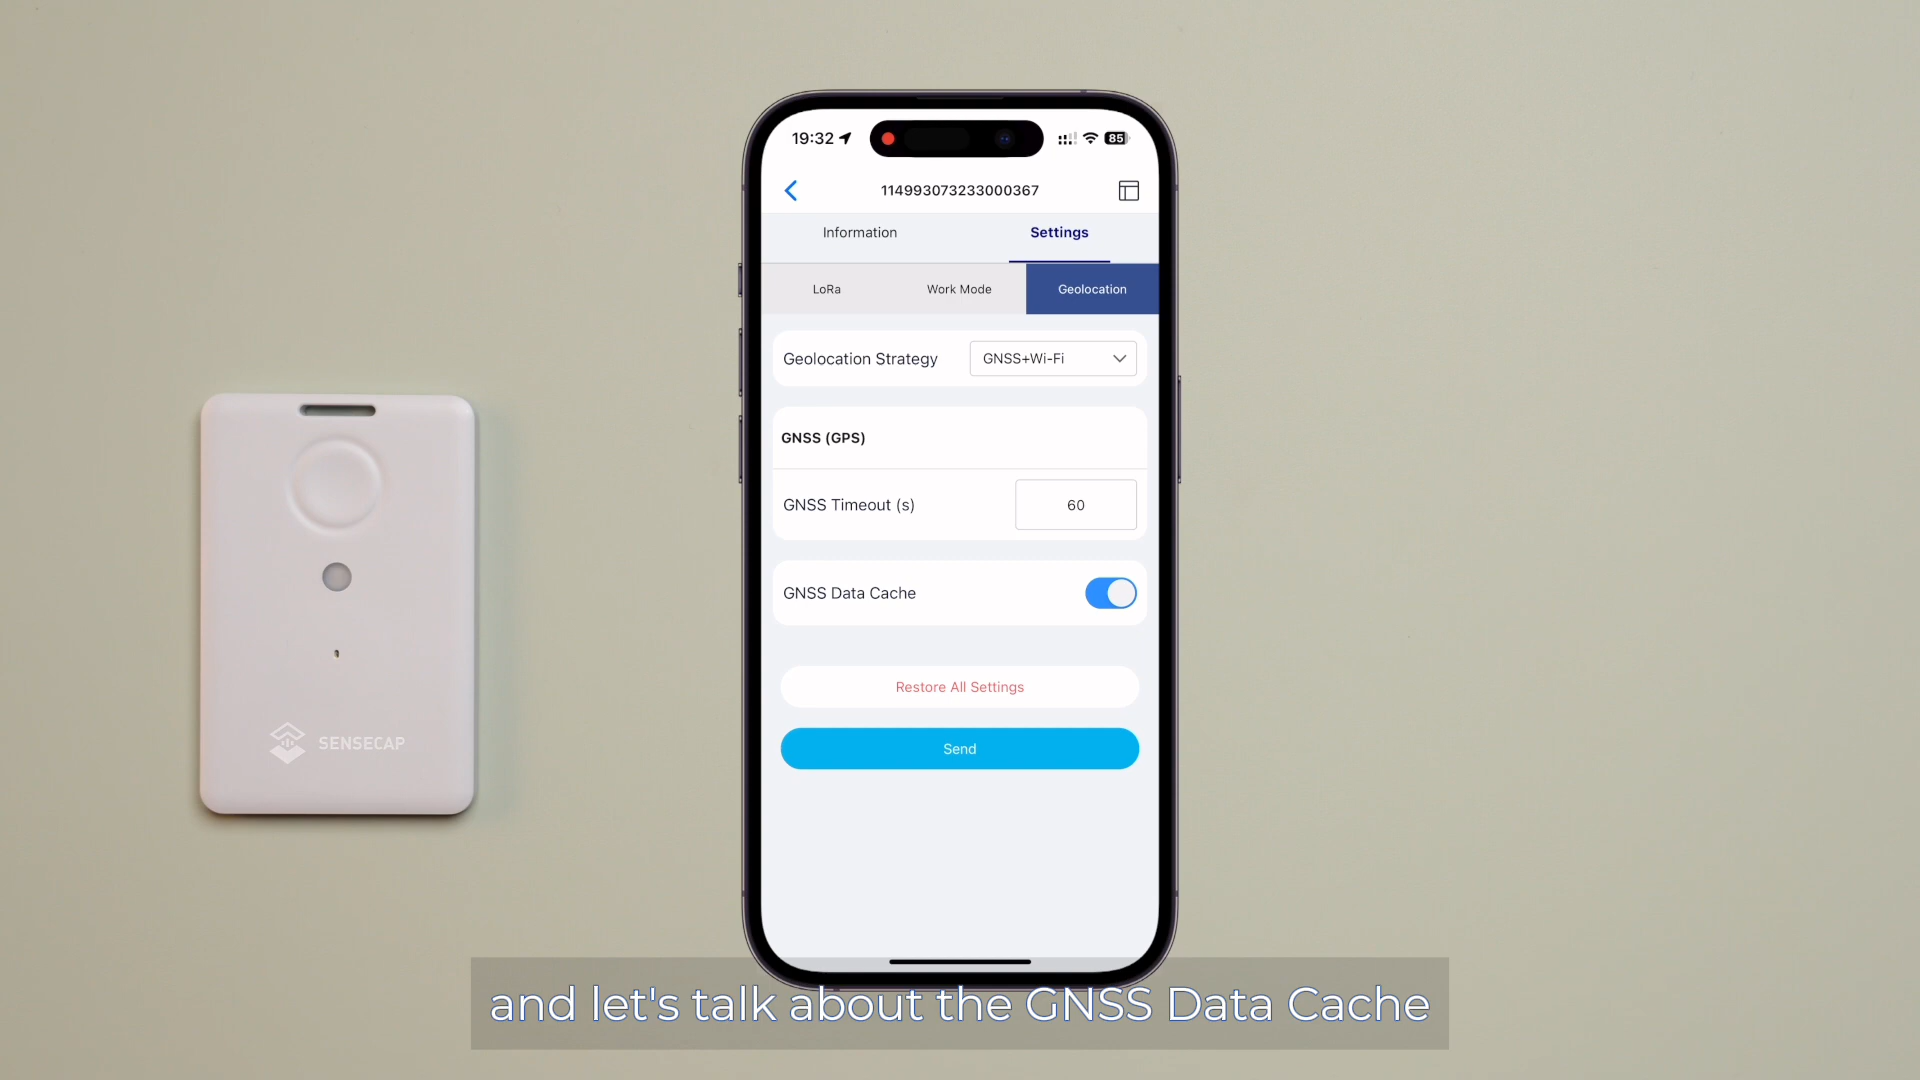 19:32
85
114993073233000367
Information
Settings
LoRa
Work Mode
Geolocation
Geolocation Strategy
GNSS+Wi-Fi
GNSS (GPS)
GNSS Timeout (s)
60
GNSS Data Cache
Restore All Settings
Send
SENSECAP
and let's talk about the GNSS Data Cache